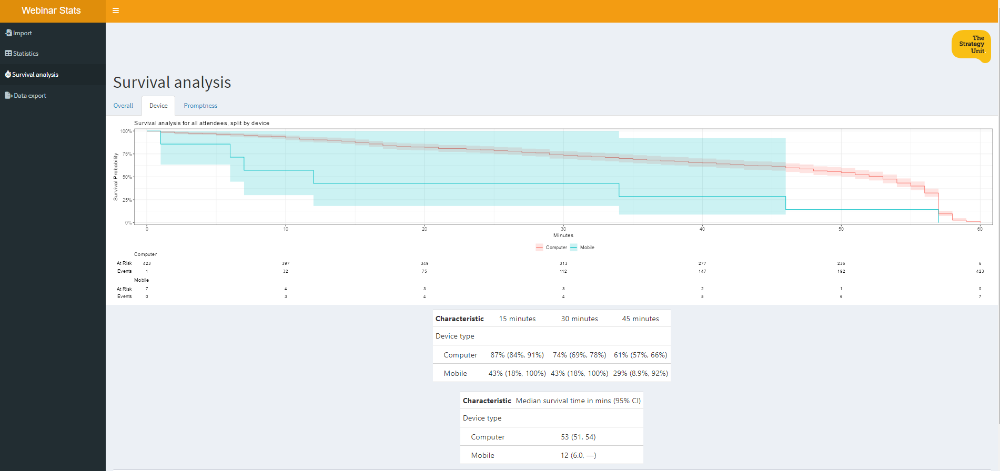 Webinar Stats
Import
Statistics
Survival analysis
Data export
The
Strategy
Unit
Survival analysis
Overall Device Promptness
Survival analysis for all attendees, split by device
Survival Probability
100%
75%
50%
25%
0%
0 10 20 30 40 50 60
Minutes
Computer Mobile
Computer
At Risk 423 397 349 313 277 236 6
Events 1 32 75 112 147 192 423
Mobile
At Risk 7 4 3 3 2 1 0
Events 0 3 4 4 5 6 7
Characteristic 15 minutes 30 minutes 45 minutes
Device type
Computer 87% (84%, 91%) 74% (69%, 78%) 61% (57%, 66%)
Mobile 43% (18%, 100%) 43% (18%, 100%) 29% (8.9%, 92%)
Characteristic Median survival time in mins (95% CI)
Device type
Computer 53 (51, 54)
Mobile 12 (6.0, —)